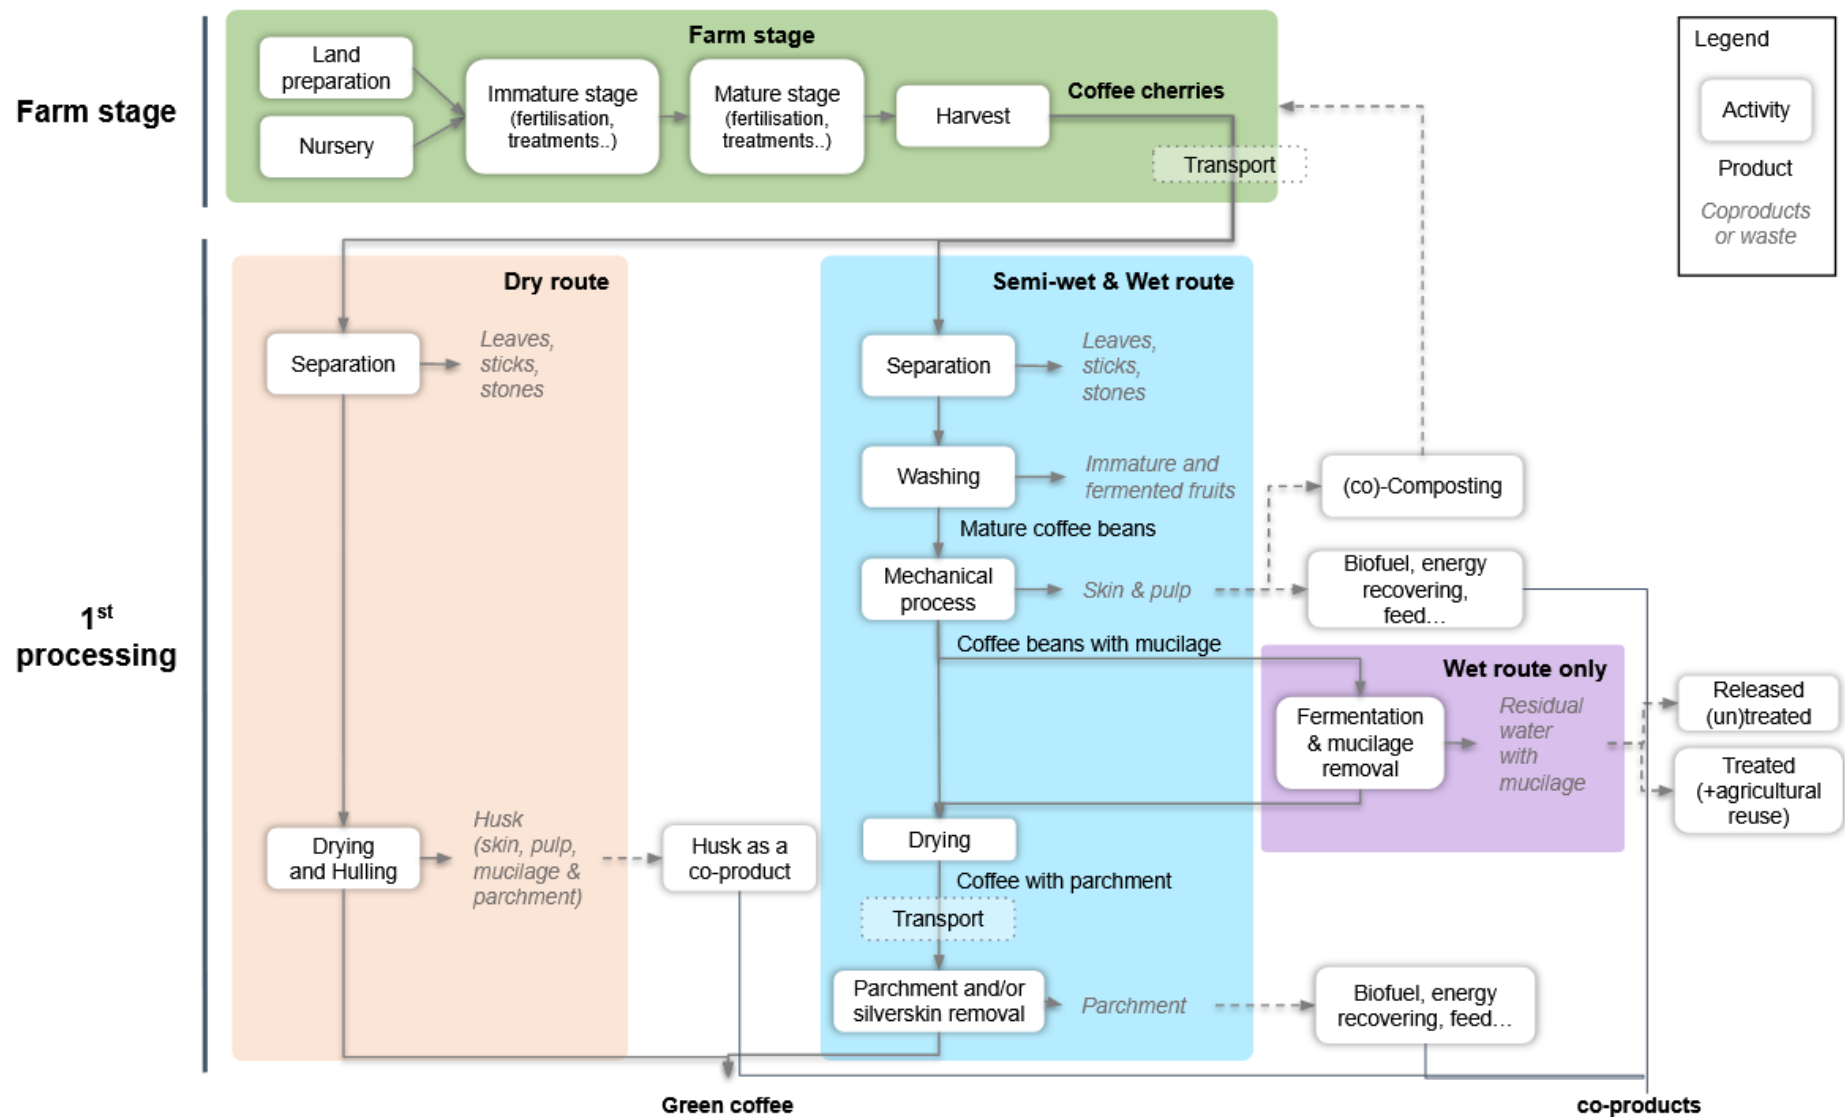 Farm stage
Farm stage
Land
preparation
Nursery
Immature stage
(fertilisation,
treatments..)
Mature stage
(fertilisation,
treatments..)
Harvest
Coffee cherries
Transport
Legend
Activity
Product
Coproducts
or waste
1st
processing
Dry route
Separation
Leaves,
sticks,
stones
Drying
and Hulling
Husk
(skin, pulp,
mucilage &
parchment)
Husk as a
co-product
Semi-wet & Wet route
Separation
Leaves,
sticks,
stones
Washing
Immature and
fermented fruits
Mature coffee beans
Mechanical
process
Skin & pulp
(co)-Composting
Biofuel, energy
recovering,
feed...
Coffee beans with mucilage
Wet route only
Fermentation
& mucilage
removal
Residual
water
with
mucilage
Released
(un)treated
Treated
(+agricultural
reuse)
Drying
Coffee with parchment
Transport
Parchment and/or
silverskin removal
Parchment
Biofuel, energy
recovering, feed...
Green coffee
co-products